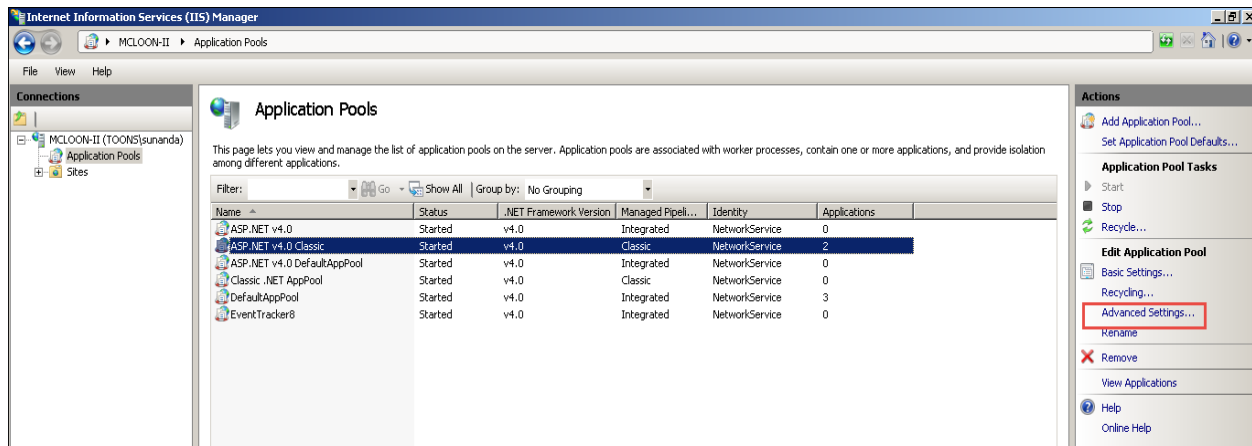 Internet Information Services (IIS) Manager
MCLOON-II Application Pools
File View Help
Connections
MCLOON-II (TOONS\sunanda)
Application Pools
Sites
Application Pools
This page lets you view and manage the list of application pools on the server. Application pools are associated with worker processes, contain one or more applications, and provide isolation
among different applications.
Filter: Go Show All Group by: No Grouping
Name Status .NET Framework Version Managed Pipeli... Identity Applications
ASP.NET v4.0 Started v4.0 Integrated NetworkService 0
ASP.NET v4.0 Classic Started v4.0 Classic NetworkService 2
ASP.NET v4.0 DefaultAppPool Started v4.0 Integrated NetworkService 0
Classic .NET AppPool Started v4.0 Classic NetworkService 0
DefaultAppPool Started v4.0 Integrated NetworkService 3
EventTracker8 Started v4.0 Integrated NetworkService 0
Actions
Add Application Pool...
Set Application Pool Defaults...
Application Pool Tasks
Start
Stop
Recycle...
Edit Application Pool
Basic Settings...
Recycling...
Advanced Settings...
Rename
Remove
View Applications
Help
Online Help